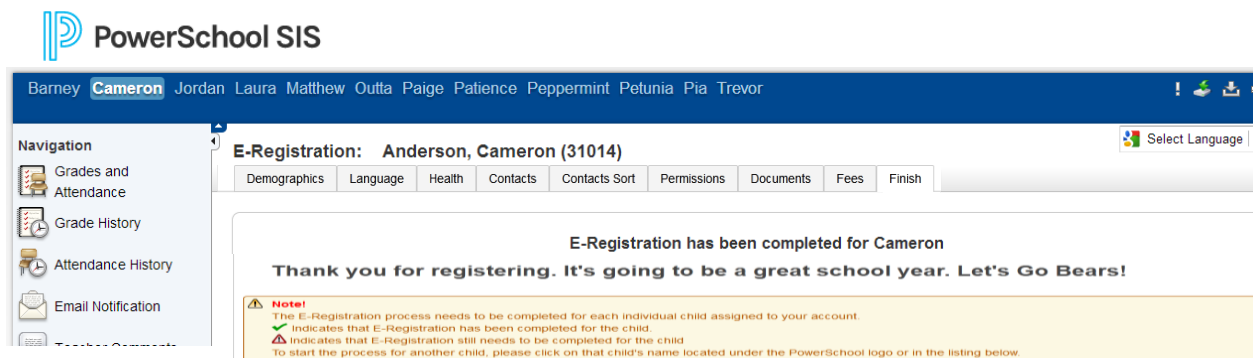 PowerSchool SIS
Barney Cameron Jordan Laura Matthew Outta Paige Patience Peppermint Petunia Pia Trevor
Select Language
Navigation
Grades and
Attendance
Grade History
Attendance History
Email Notification
E-Registration: Anderson, Cameron (31014)
Demographics Language Health Contacts Contacts Sort Permissions Documents Fees Finish
E-Registration has been completed for Cameron
Thank you for registering. It's going to be a great school year. Let's Go Bears!
Note!
The E-Registration process needs to be completed for each individual child assigned to your account.
Indicates that E-Registration has been completed for the child.
Indicates that E-Registration still needs to be completed for the child
To start the process for another child, please click on that child's name located under the PowerSchool logo or in the listing below.